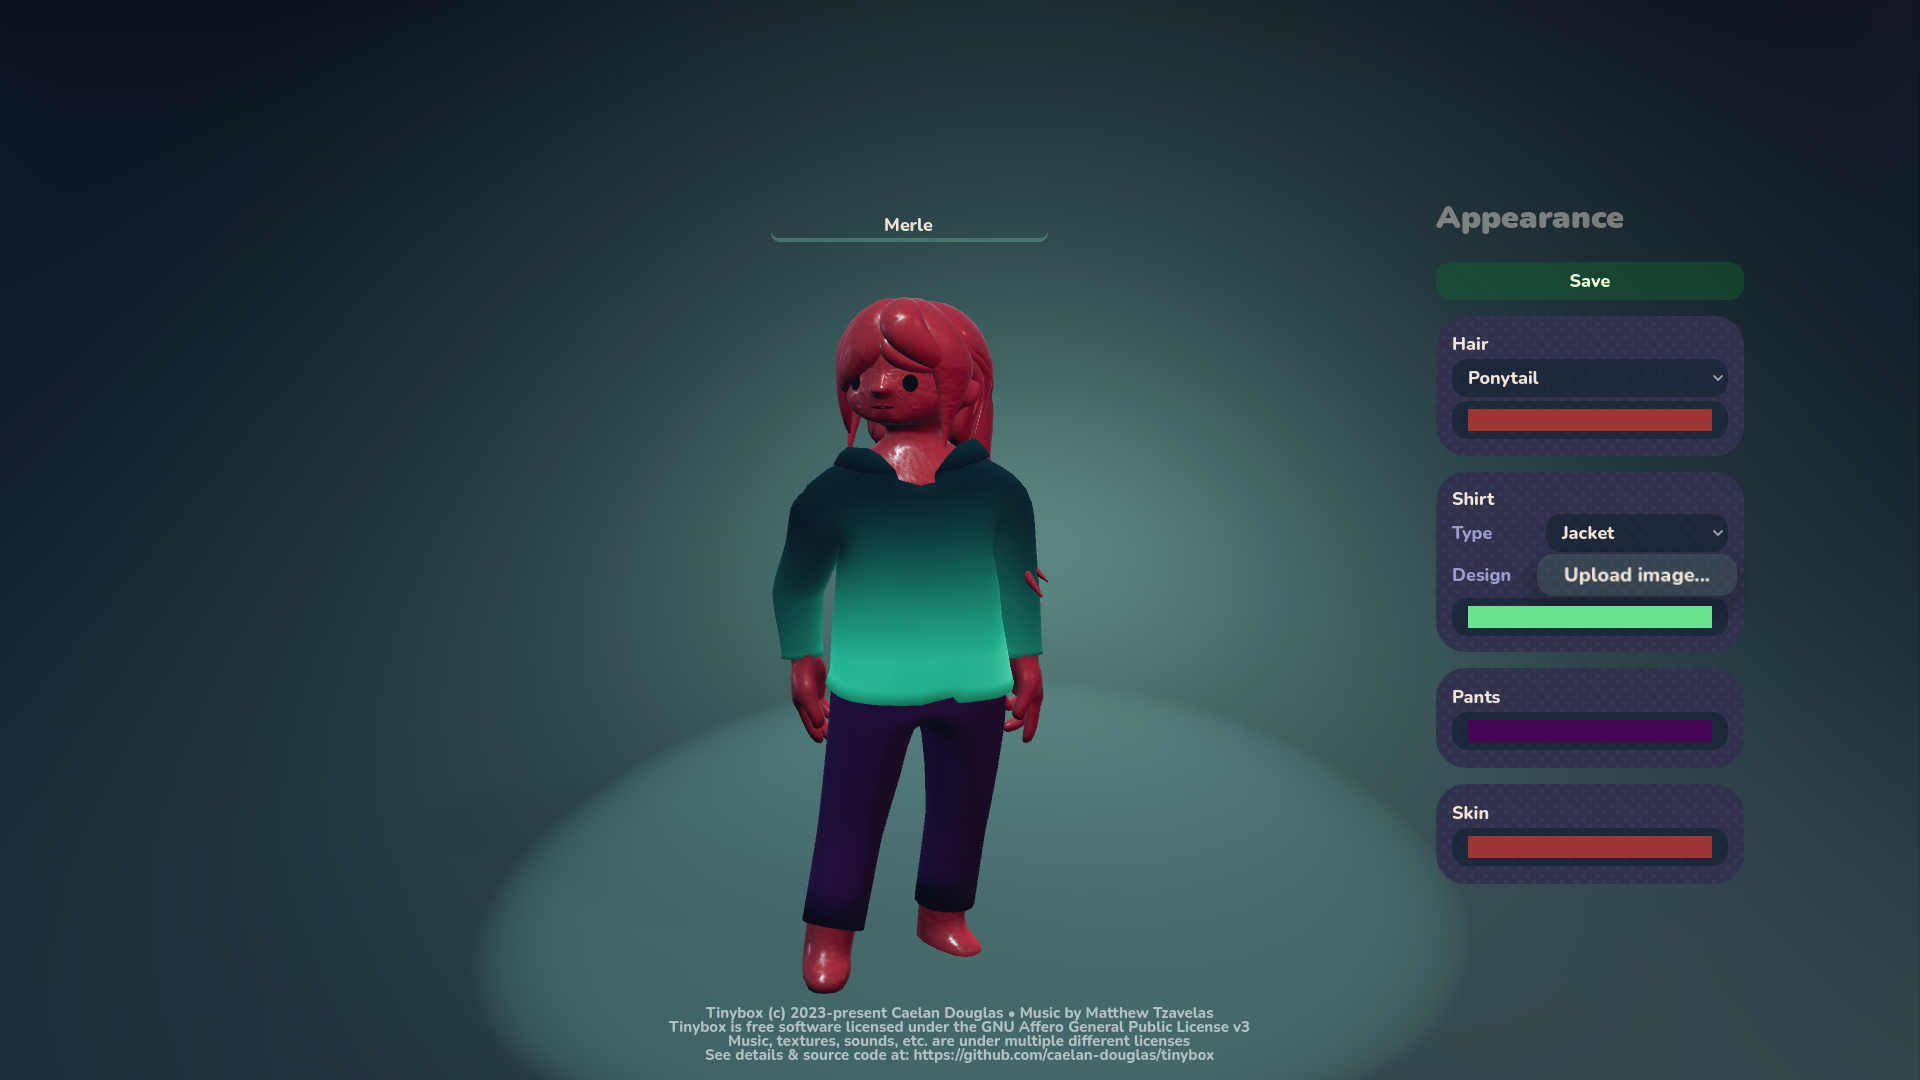 Merle
Appearance
Save
Hair
Ponytail
Shirt
Type
Jacket
Design
Upload image...
Pants
Skin
Tinybox (c) 2023-present Caelan Douglas • Music by Matthew Tzavelas
Tinybox is free software licensed under the GNU Affero General Public License v3
Music, textures, sounds, etc. are under multiple different licenses
See details & source code at: https://github.com/caelan-douglas/tinybox